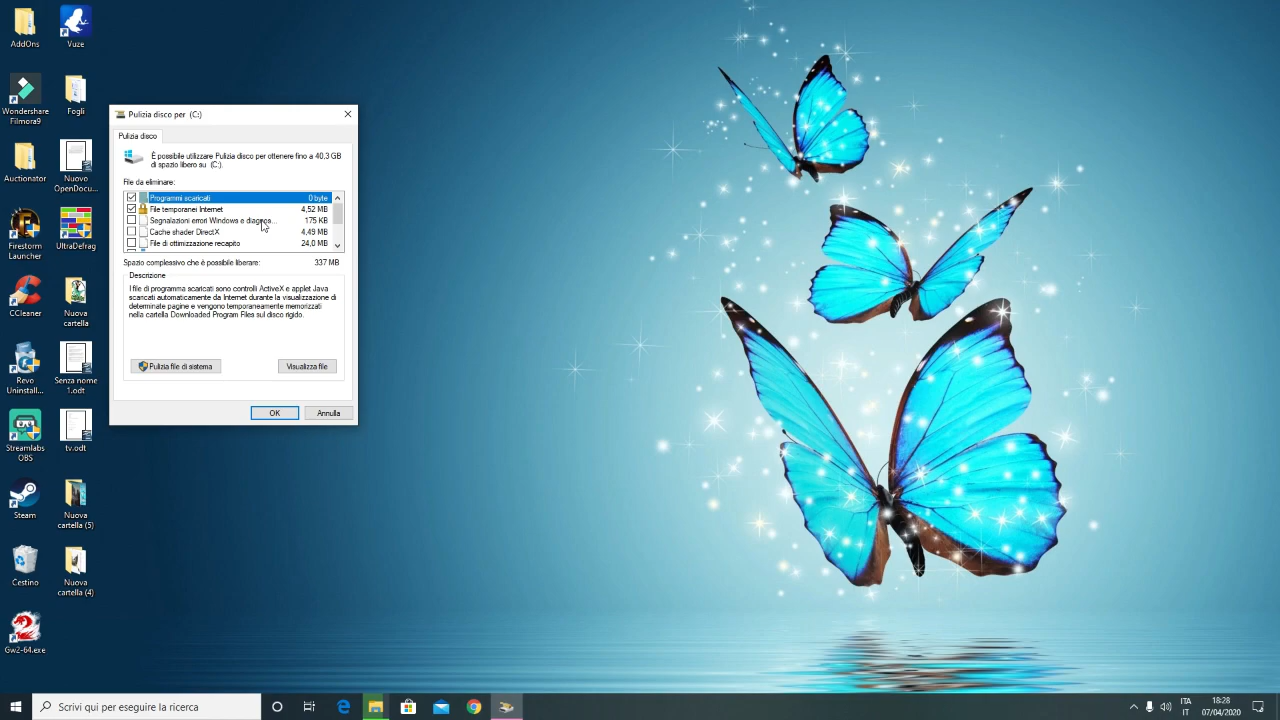 AddOns
Vuze
Wondershare
Filmora9
Fogli
Auctionator
Nuovo
OpenDocu...
Firestorm
Launcher
UltraDefrag
CCleaner
Nuova
cartella
Revo
Uninstall...
Senza nome
1.odt
Streamlabs
OBS
tv.odt
Steam
Nuova
cartella (5)
Cestino
Nuova
cartella (4)
Gw2-64.exe
Pulizia disco per  (C:)
Pulizia disco
È possibile utilizzare Pulizia disco per ottenere fino a 40,3 GB
di spazio libero su  (C:).
File da eliminare:
Programmi scaricati 0 byte
File temporanei Internet 4,52 MB
Segnalazioni errori Windows e diagnos... 175 KB
Cache shader DirectX 4,49 MB
File di ottimizzazione recapito 24,0 MB
Spazio complessivo che è possibile liberare: 337 MB
Descrizione
I file di programma scaricati sono controlli ActiveX e applet Java
scaricati automaticamente da Internet durante la visualizzazione di
determinate pagine e vengono temporaneamente memorizzati
nella cartella Downloaded Program Files sul disco rigido.
Pulizia file di sistema
Visualizza file
OK
Annulla
Scrivi qui per eseguire la ricerca
ITA
IT
18:28
07/04/2020